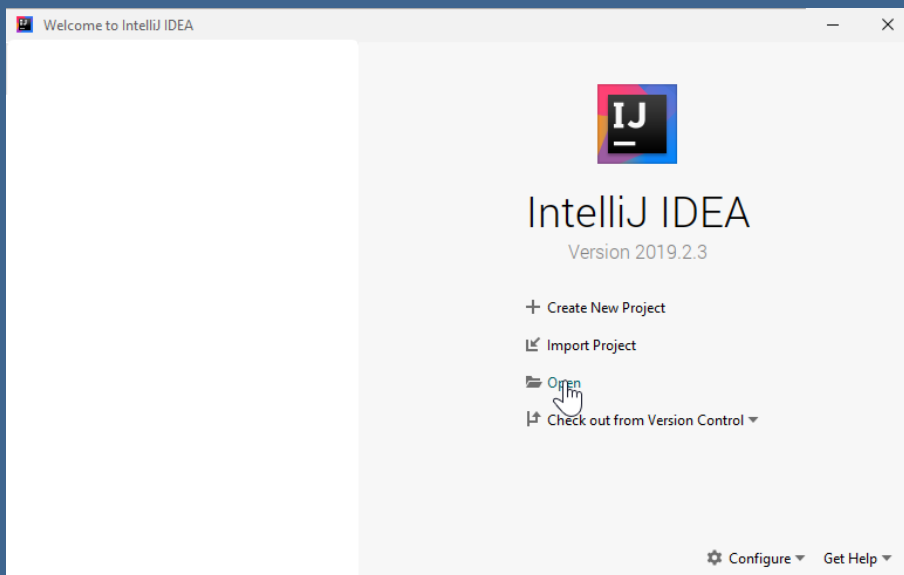 Welcome to IntelliJ IDEA
IJ
IntelliJ IDEA
Version 2019.2.3
Create New Project
Import Project
Open
Check out from Version Control
Configure
Get Help